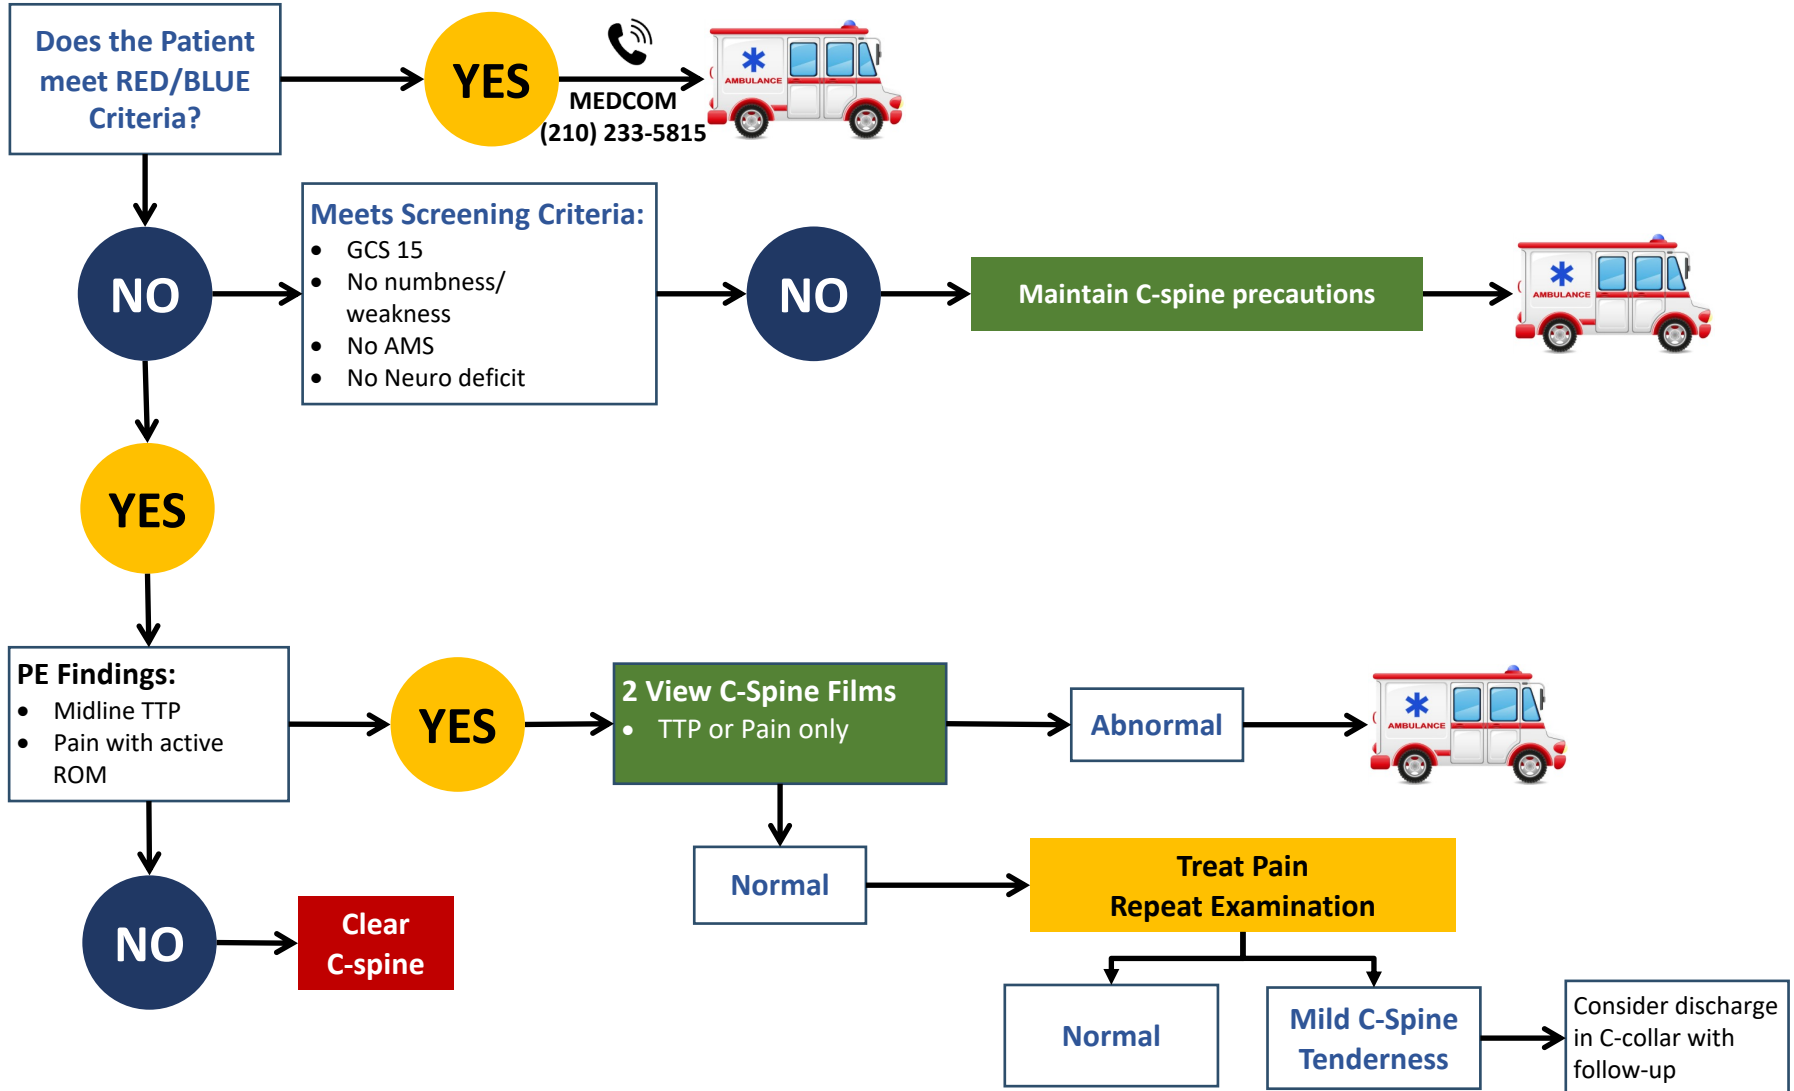 Does the Patient
meet RED/BLUE
Criteria?
YES
MEDCOM
(210) 233-5815
AMBULANCE
NO
Meets Screening Criteria:
• GCS 15
• No numbness/
weakness
• No AMS
• No Neuro deficit
NO
Maintain C-spine precautions
AMBULANCE
YES
PE Findings:
• Midline TTP
• Pain with active
ROM
YES
2 View C-Spine Films
• TTP or Pain only
Abnormal
AMBULANCE
Normal
Treat Pain
Repeat Examination
NO
Clear
C-spine
Normal
Mild C-Spine
Tenderness
Consider discharge
in C-collar with
follow-up